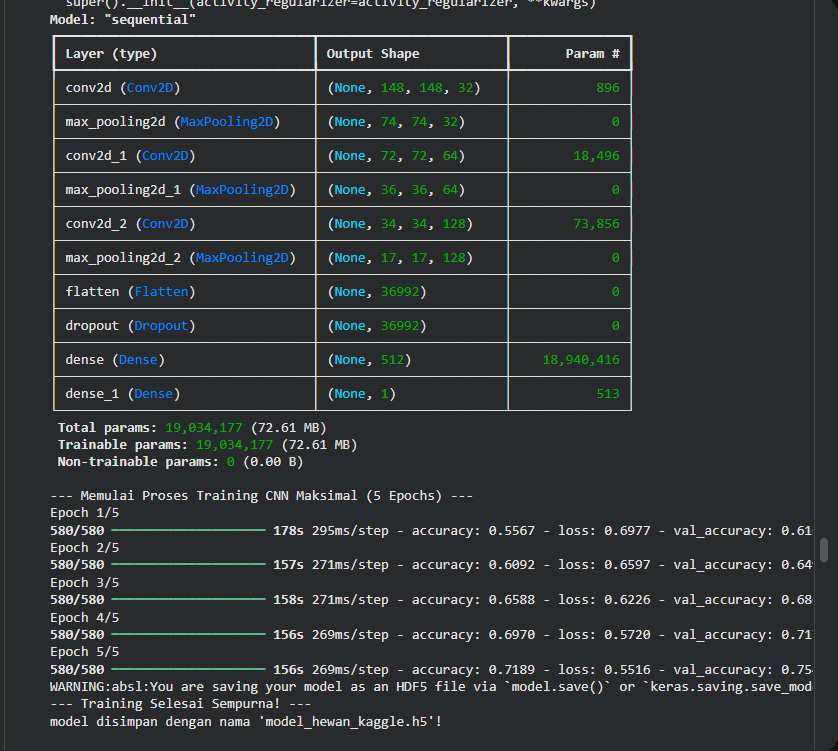 super().__init__(activity_regularizer=activity_regularizer, **kwargs)
Model: "sequential"
Layer (type) Output Shape Param #
conv2d (Conv2D) (None, 148, 148, 32) 896
max_pooling2d (MaxPooling2D) (None, 74, 74, 32) 0
conv2d_1 (Conv2D) (None, 72, 72, 64) 18,496
max_pooling2d_1 (MaxPooling2D) (None, 36, 36, 64) 0
conv2d_2 (Conv2D) (None, 34, 34, 128) 73,856
max_pooling2d_2 (MaxPooling2D) (None, 17, 17, 128) 0
flatten (Flatten) (None, 36992) 0
dropout (Dropout) (None, 36992) 0
dense (Dense) (None, 512) 18,940,416
dense_1 (Dense) (None, 1) 513
Total params: 19,034,177 (72.61 MB)
Trainable params: 19,034,177 (72.61 MB)
Non-trainable params: 0 (0.00 B)
--- Memulai Proses Training CNN Maksimal (5 Epochs) ---
Epoch 1/5
580/580 178s 295ms/step - accuracy: 0.5567 - loss: 0.6977 - val_accuracy: 0.61
Epoch 2/5
580/580 157s 271ms/step - accuracy: 0.6092 - loss: 0.6597 - val_accuracy: 0.64
Epoch 3/5
580/580 158s 271ms/step - accuracy: 0.6588 - loss: 0.6226 - val_accuracy: 0.68
Epoch 4/5
580/580 156s 269ms/step - accuracy: 0.6970 - loss: 0.5720 - val_accuracy: 0.71
Epoch 5/5
580/580 156s 269ms/step - accuracy: 0.7189 - loss: 0.5516 - val_accuracy: 0.75
WARNING:absl:You are saving your model as an HDF5 file via `model.save()` or `keras.saving.save_mod
--- Training Selesai Sempurna! ---
model disimpan dengan nama 'model_hewan_kaggle.h5'!